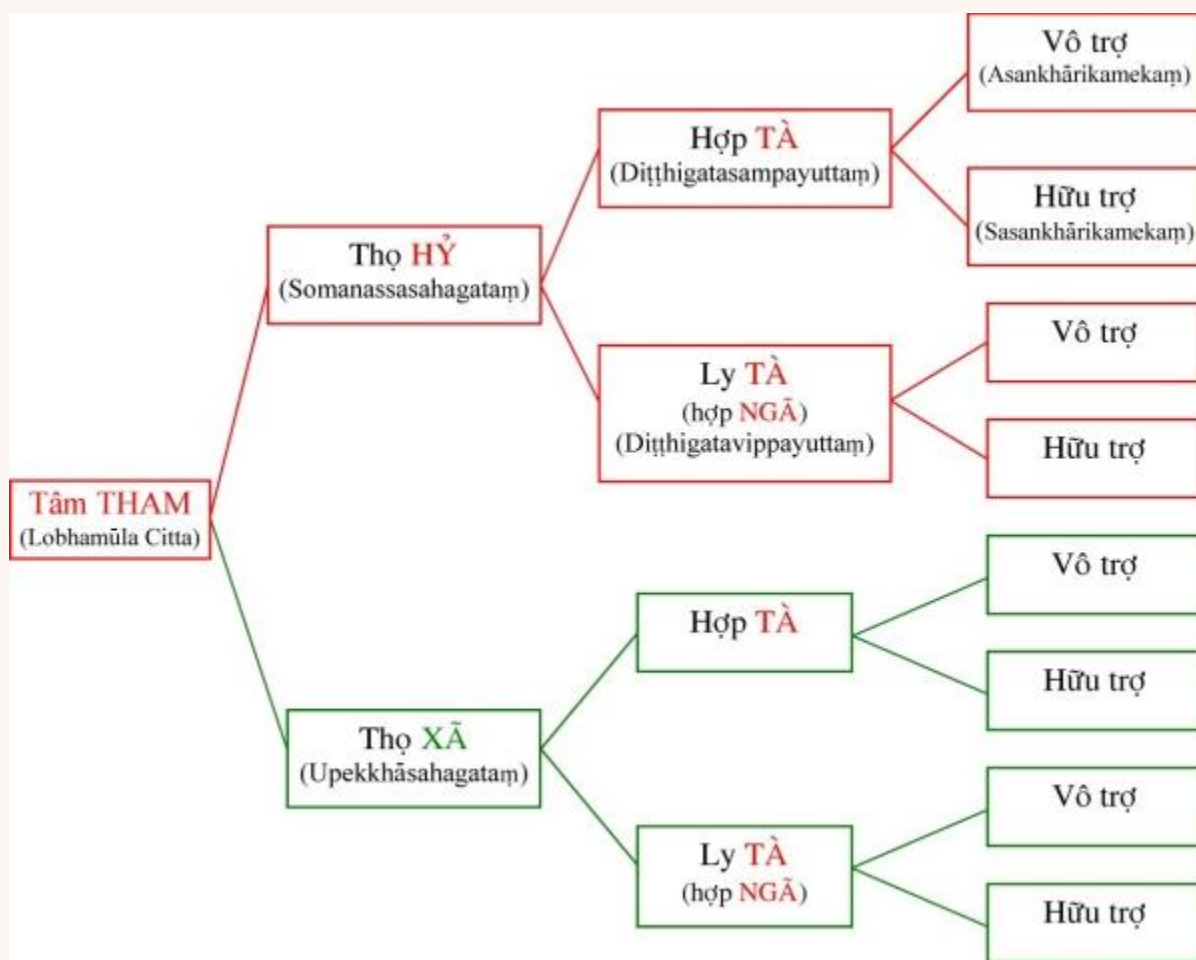 Vô trợ
(Asankhārikamekaṃ)
Hợp TÀ
(Diṭṭhigatasampayuttaṃ)
Hữu trợ
(Sasankhārikamekaṃ)
Thọ HỶ
(Somanassasahagataṃ)
Vô trợ
Ly TÀ
(hợp NGÃ)
(Diṭṭhigatavippayuttaṃ)
Hữu trợ
Tâm THAM
(Lobhamūla Citta)
Vô trợ
Hợp TÀ
Hữu trợ
Thọ XÃ
(Upekkhāsahagataṃ)
Vô trợ
Ly TÀ
(hợp NGÃ)
Hữu trợ